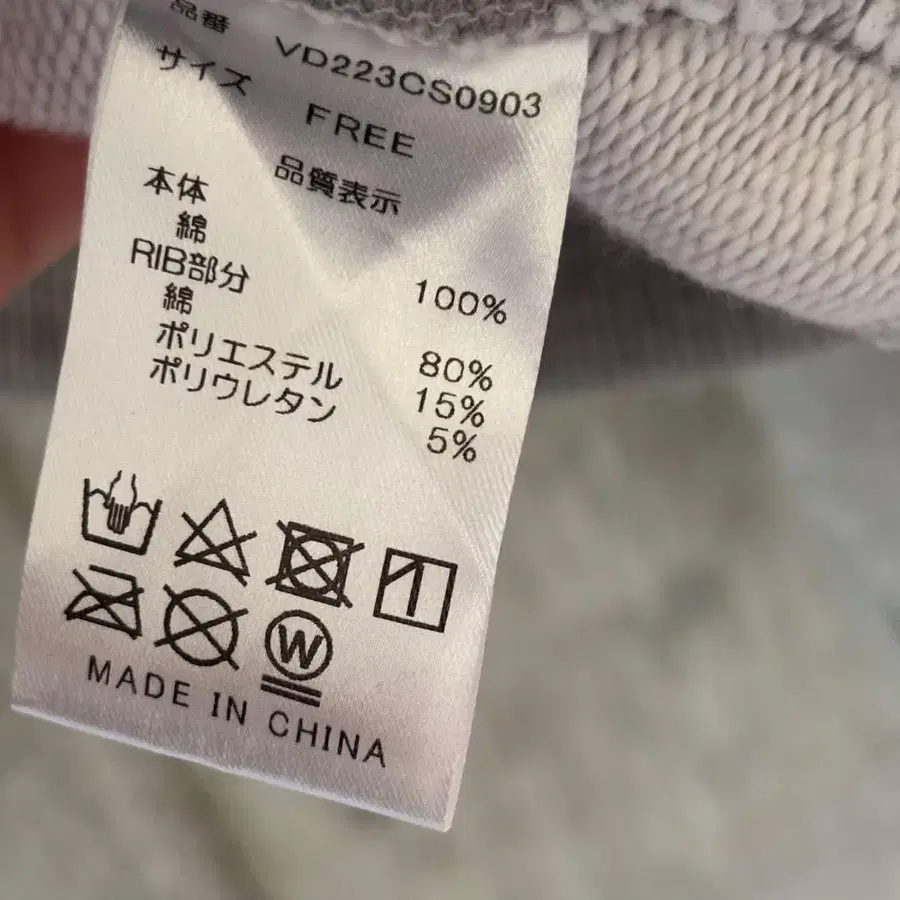 品番 VD223CS0903
サイズ FREE
品質表示
本体
綿 100%
RIB部分
綿 80%
ポリエステル 15%
ポリウレタン 5%
W
MADE IN CHINA